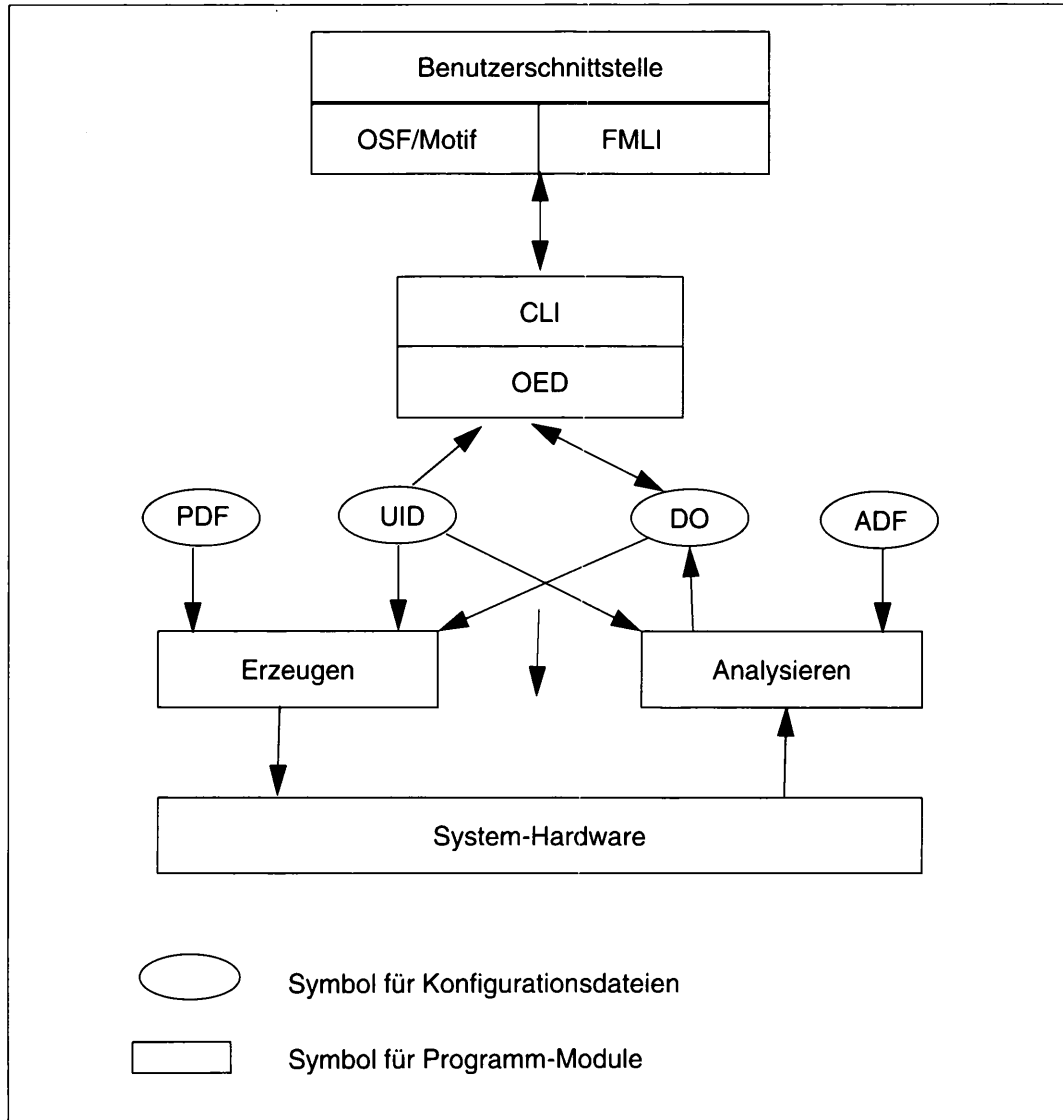 Benutzerschnittstelle
OSF/Motif
FMLI
CLI
OED
PDF
UID
DO
ADF
Erzeugen
Analysieren
System-Hardware
Symbol für Konfigurationsdateien
Symbol für Programm-Module